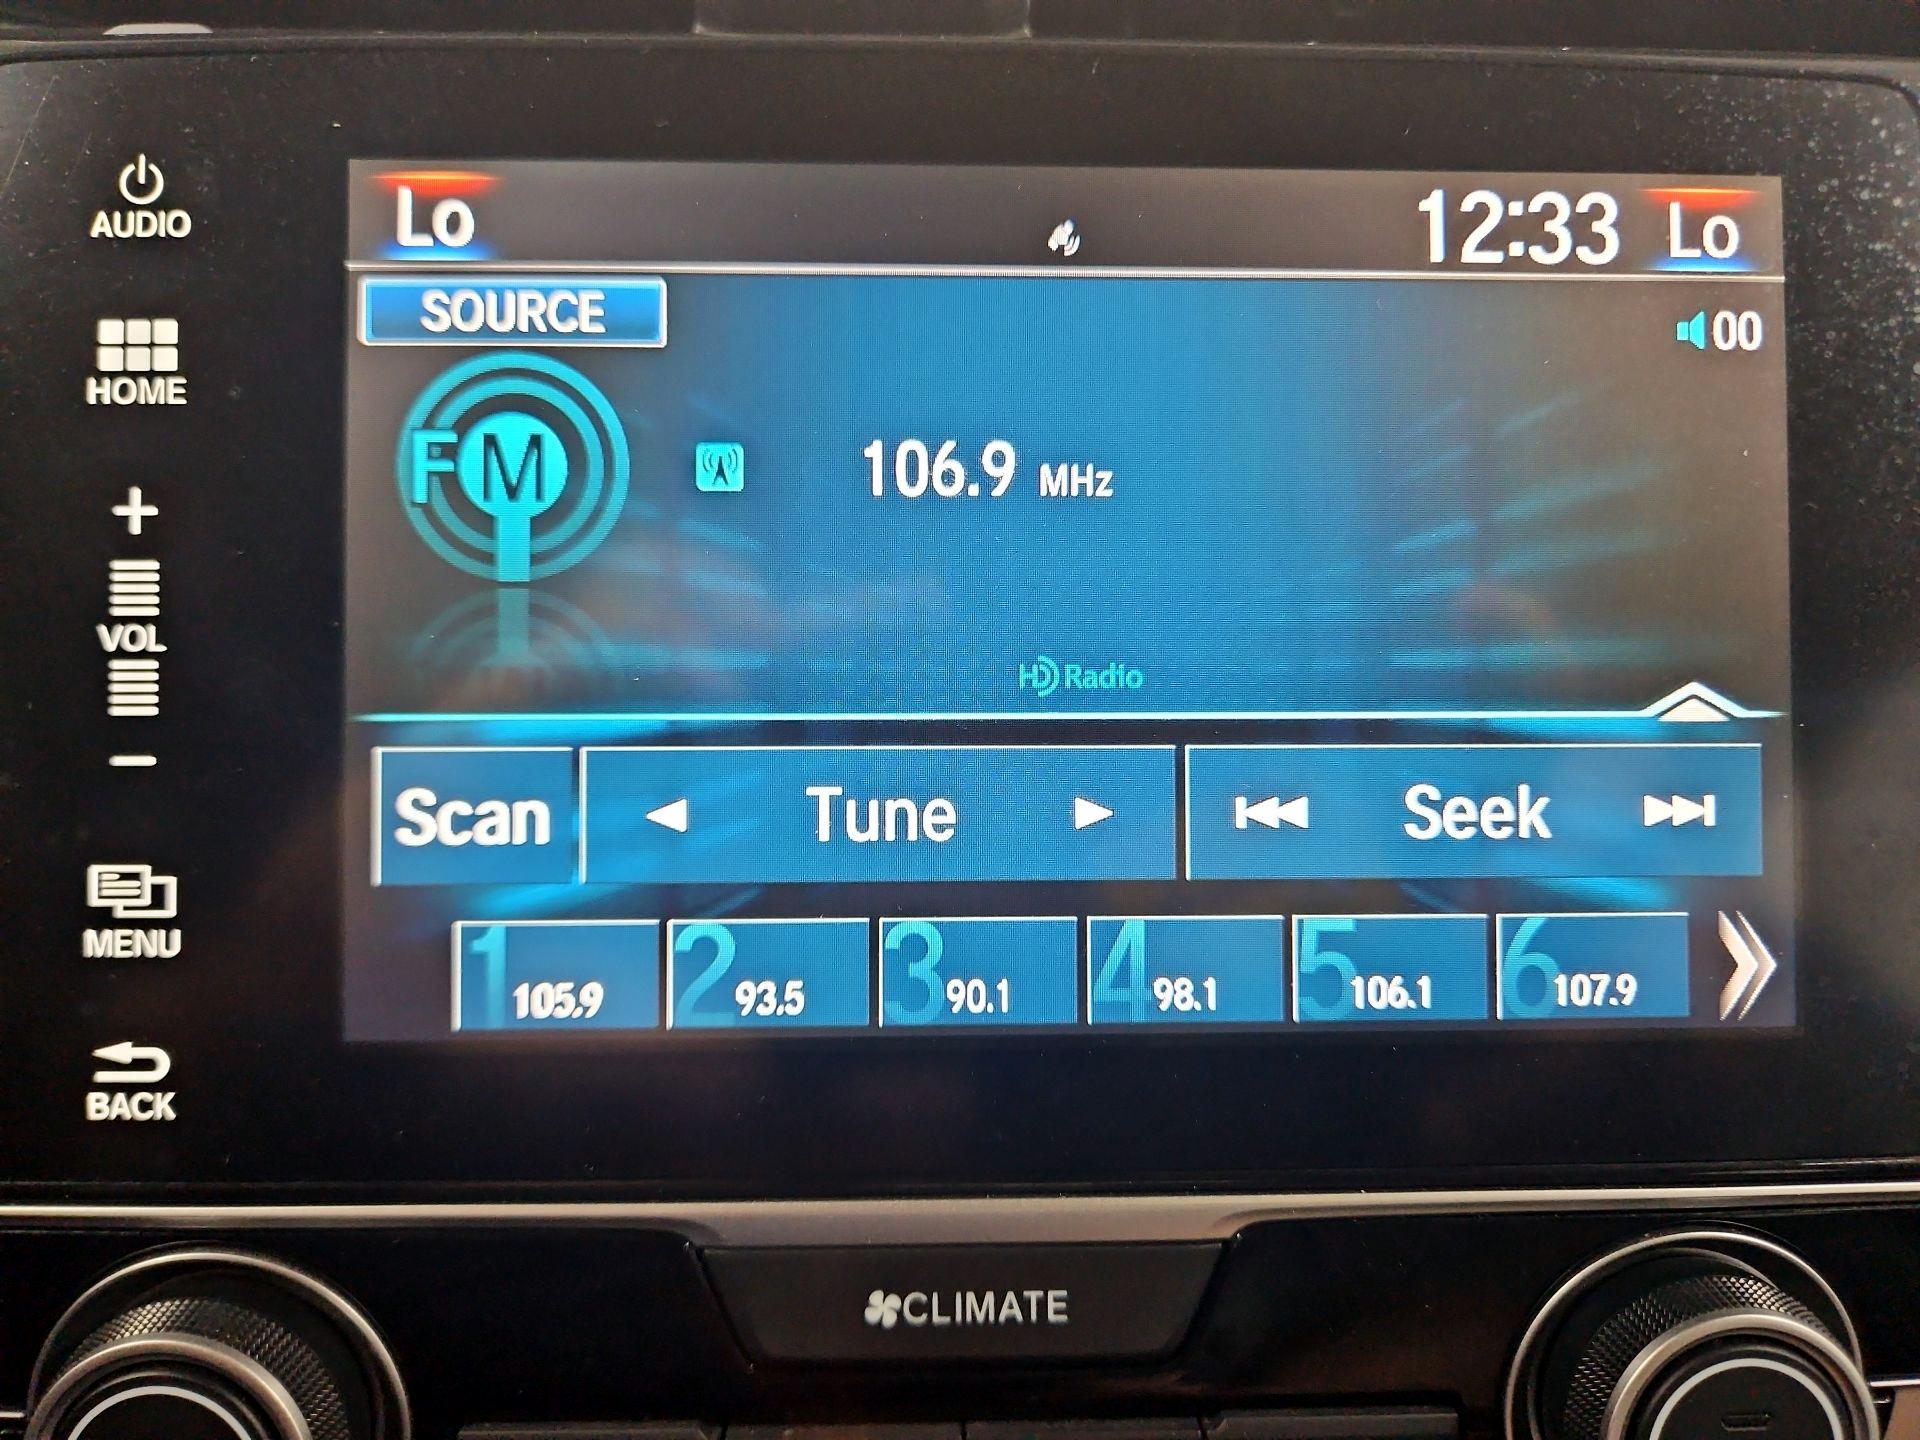 AUDIO
HOME
+
VOL
−
MENU
BACK
Lo
12:33
Lo
SOURCE
00
FM
106.9 MHz
HD Radio
Scan
Tune
Seek
1 105.9
2 93.5
3 90.1
4 98.1
5 106.1
6 107.9
CLIMATE